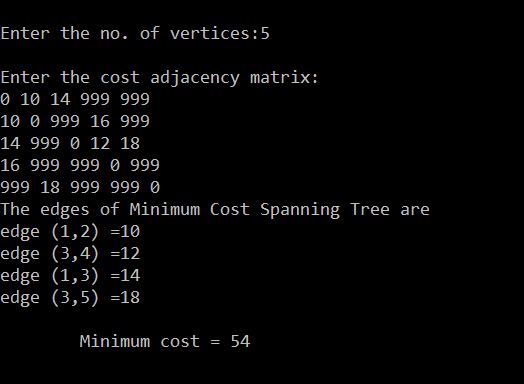 Enter the no. of vertices:5
Enter the cost adjacency matrix:
0 10 14 999 999
10 0 999 16 999
14 999 0 12 18
16 999 999 0 999
999 18 999 999 0
The edges of Minimum Cost Spanning Tree are
edge (1,2) =10
edge (3,4) =12
edge (1,3) =14
edge (3,5) =18
Minimum cost = 54